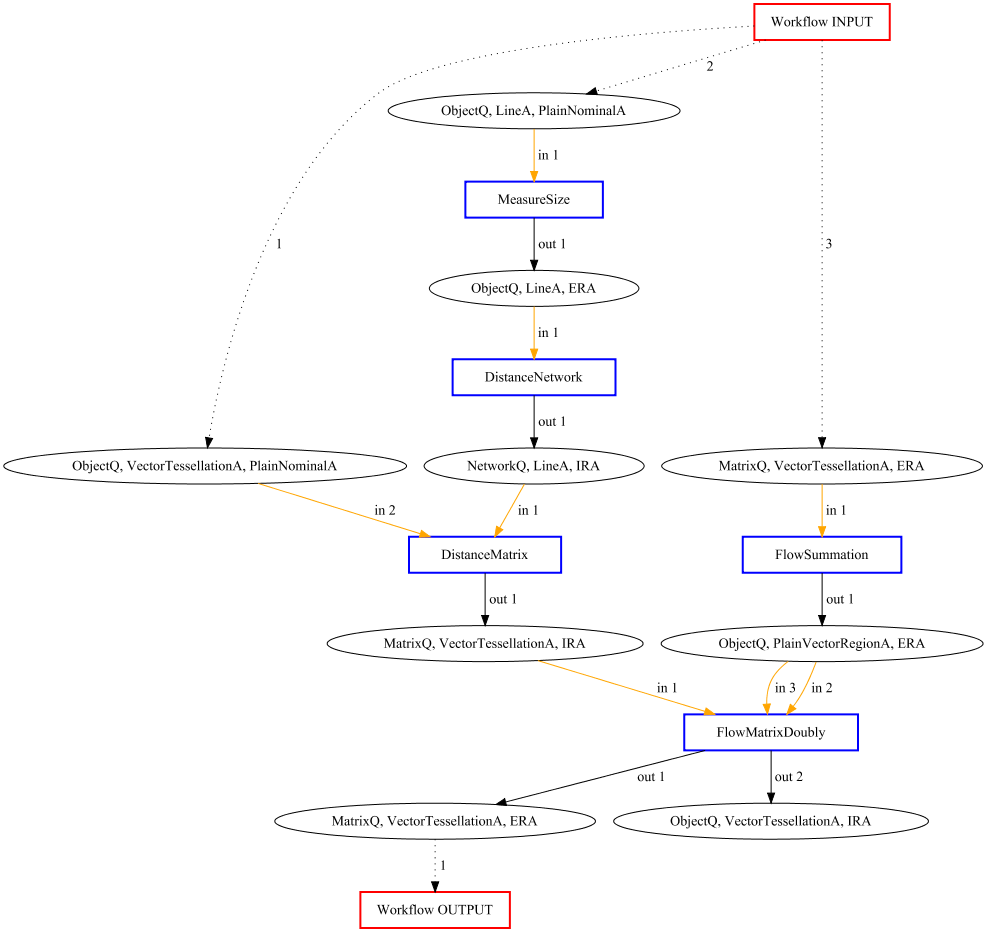 Workflow INPUT
2
ObjectQ, LineA, PlainNominalA
in 1
MeasureSize
1
out 1
3
ObjectQ, LineA, ERA
in 1
DistanceNetwork
out 1
ObjectQ, VectorTessellationA, PlainNominalA
NetworkQ, LineA, IRA
MatrixQ, VectorTessellationA, ERA
in 2
in 1
in 1
DistanceMatrix
FlowSummation
out 1
out 1
MatrixQ, VectorTessellationA, IRA
ObjectQ, PlainVectorRegionA, ERA
in 1
in 3
in 2
FlowMatrixDoubly
out 1
out 2
MatrixQ, VectorTessellationA, ERA
ObjectQ, VectorTessellationA, IRA
1
Workflow OUTPUT